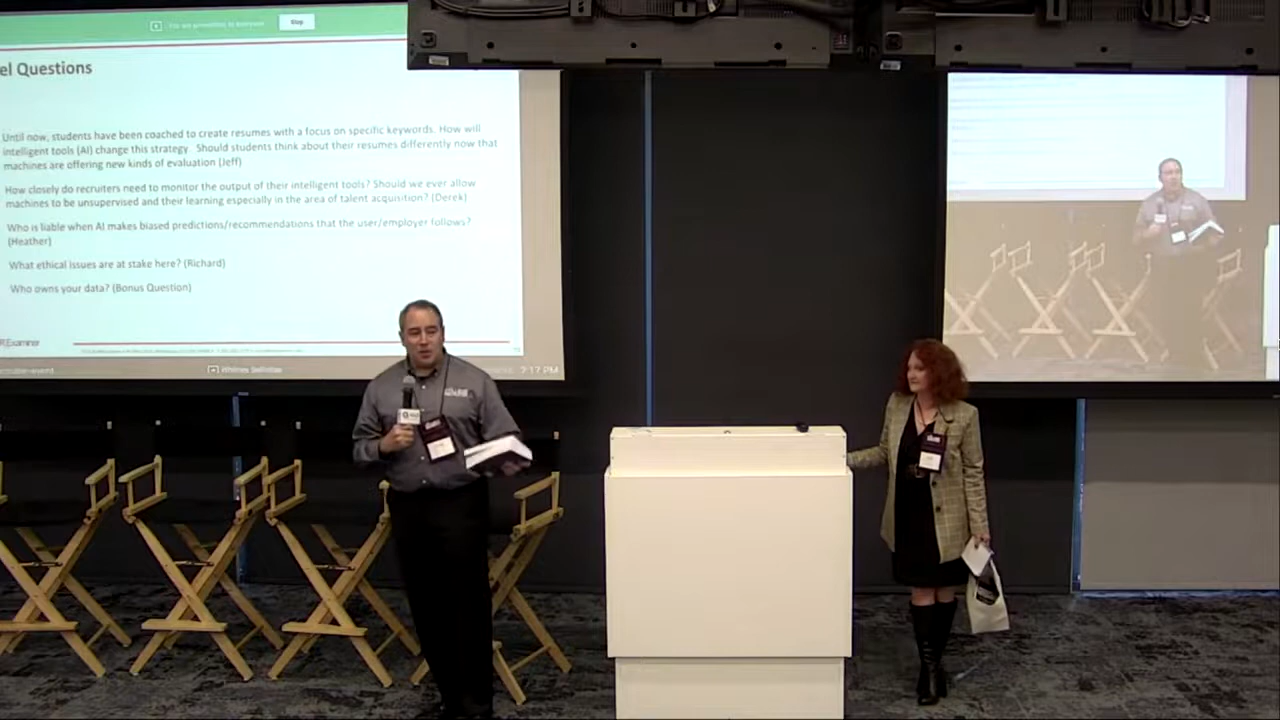 Stop
el Questions
Until now, students have been coached to create resumes with a focus on specific keywords. How will
intelligent tools (AI) change this strategy. Should students think about their resumes differently now that
machines are offering new kinds of evaluation (Jeff)
How closely do recruiters need to monitor the output of their intelligent tools? Should we ever allow
machines to be unsupervised and their learning especially in the area of talent acquisition? (Derek)
Who is liable when AI makes biased predictions/recommendations that the user/employer follows?
(Heather)
What ethical issues are at stake here? (Richard)
Who owns your data? (Bonus Question)
RExaminer
2:17 PM